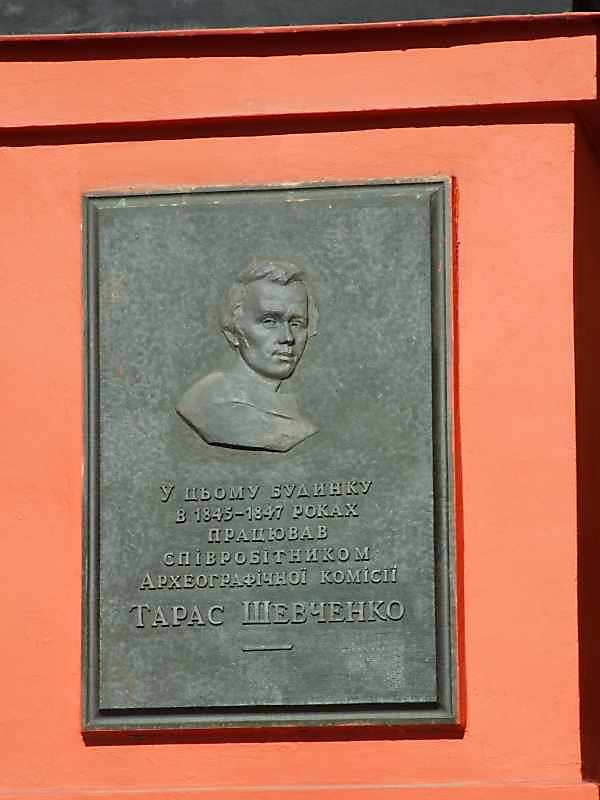 У ЦЬОМУ БУДИНКУ
В 1845-1847 РОКАХ
ПРАЦЮВАВ
СПІВРОБІТНИКОМ
АРХЕОГРАФІЧНОЇ КОМІСІЇ
ТАРАС ШЕВЧЕНКО